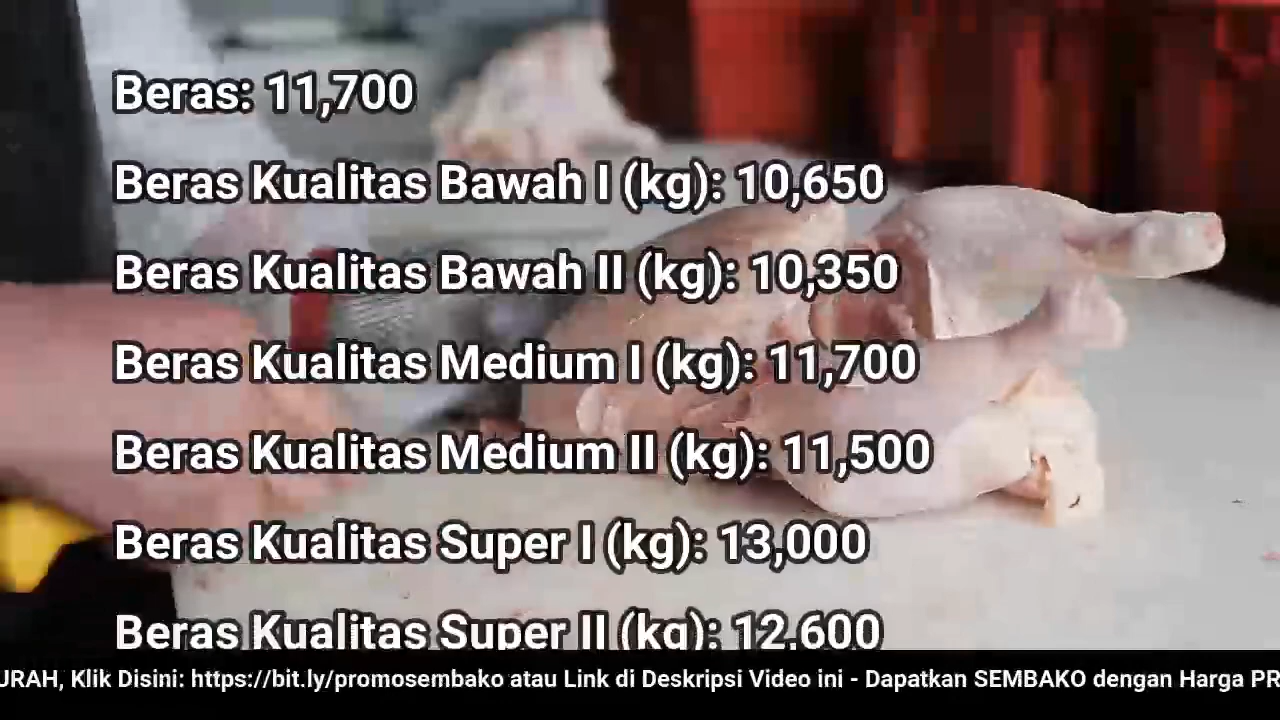 Beras: 11,700
Beras Kualitas Bawah I (kg): 10,650
Beras Kualitas Bawah II (kg): 10,350
Beras Kualitas Medium I (kg): 11,700
Beras Kualitas Medium II (kg): 11,500
Beras Kualitas Super I (kg): 13,000
Beras Kualitas Super II (kg): 12,600
URAH, Klik Disini: https://bit.ly/promosembako atau Link di Deskripsi Video ini - Dapatkan SEMBAKO dengan Harga PR